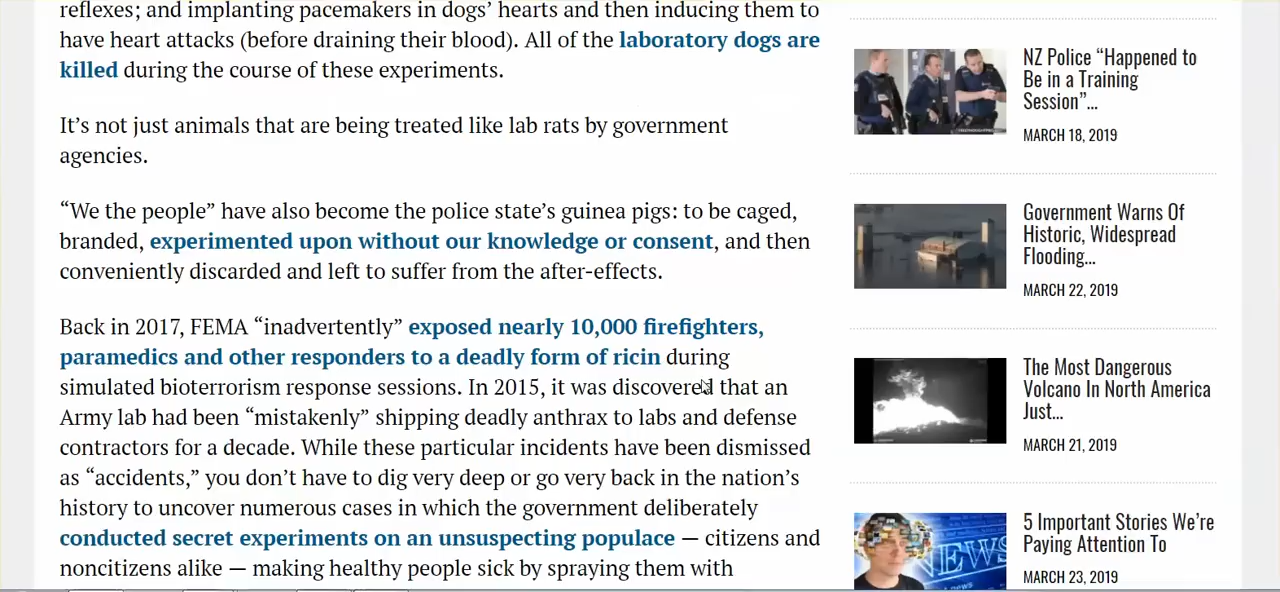 reflexes; and implanting pacemakers in dogs’ hearts and then inducing them to
have heart attacks (before draining their blood). All of the laboratory dogs are
killed during the course of these experiments.
It’s not just animals that are being treated like lab rats by government
agencies.
“We the people” have also become the police state’s guinea pigs: to be caged,
branded, experimented upon without our knowledge or consent, and then
conveniently discarded and left to suffer from the after-effects.
Back in 2017, FEMA “inadvertently” exposed nearly 10,000 firefighters,
paramedics and other responders to a deadly form of ricin during
simulated bioterrorism response sessions. In 2015, it was discovered that an
Army lab had been “mistakenly” shipping deadly anthrax to labs and defense
contractors for a decade. While these particular incidents have been dismissed
as “accidents,” you don’t have to dig very deep or go very back in the nation’s
history to uncover numerous cases in which the government deliberately
conducted secret experiments on an unsuspecting populace — citizens and
noncitizens alike — making healthy people sick by spraying them with
NZ Police “Happened to
Be in a Training
Session”...
MARCH 18, 2019
Government Warns Of
Historic, Widespread
Flooding...
MARCH 22, 2019
The Most Dangerous
Volcano In North America
Just...
MARCH 21, 2019
NEWS
news
5 Important Stories We’re
Paying Attention To
MARCH 23, 2019